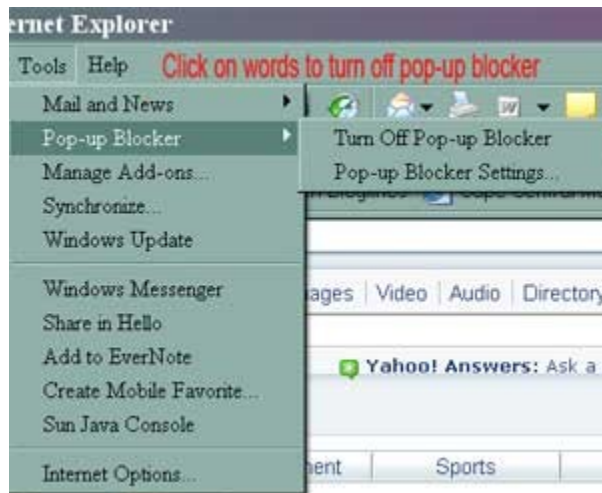 ernet Explorer
Tools Help Click on words to turn off pop-up blocker
Mail and News
Pop-up Blocker
Turn Off Pop-up Blocker
Pop-up Blocker Settings...
Manage Add-ons...
Synchronize...
Windows Update
Windows Messenger
Share in Hello
Add to EverNote
Create Mobile Favorite...
Sun Java Console
Internet Options...
ages | Video | Audio | Directory
Yahoo! Answers: Ask a
ment | Sports